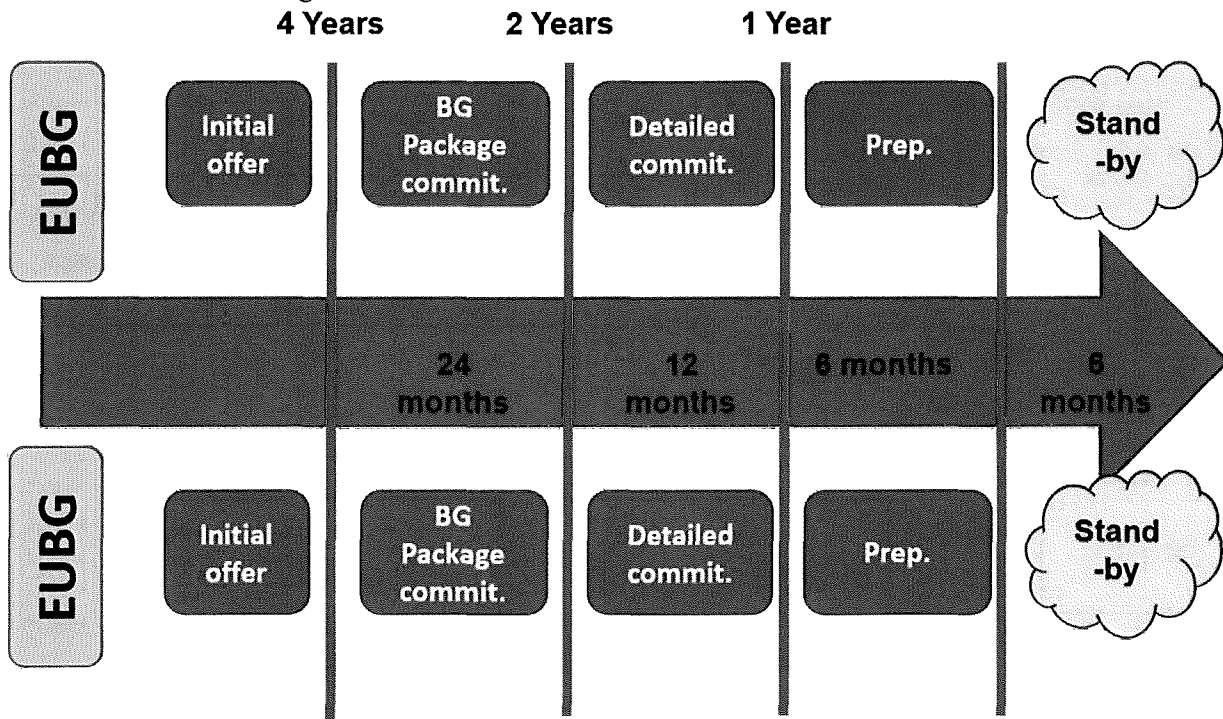 4 Years
2 Years
1 Year
EUBG
Initial
offer
BG
Package
commit.
Detailed
commit.
Prep.
Stand
-by
24
months
12
months
6 months
6
months
EUBG
Initial
offer
BG
Package
commit.
Detailed
commit.
Prep.
Stand
-by